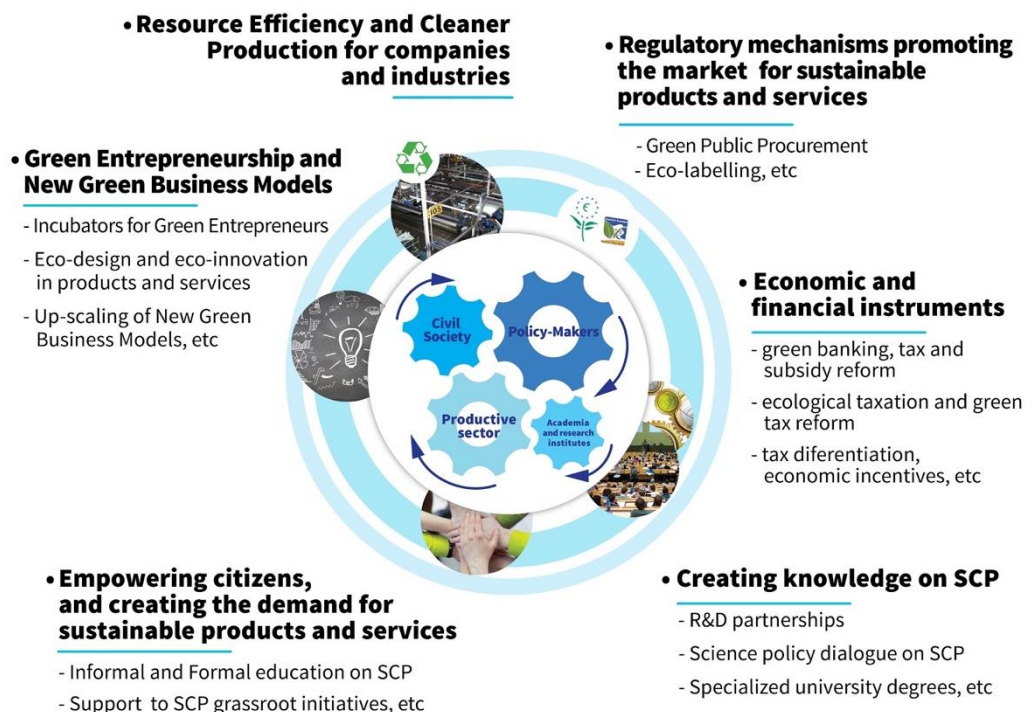 • Resource Efficiency and Cleaner
Production for companies
and industries
• Regulatory mechanisms promoting
the market for sustainable
products and services
- Green Public Procurement
- Eco-labelling, etc
• Green Entrepreneurship and
New Green Business Models
- Incubators for Green Entrepreneurs
- Eco-design and eco-innovation
in products and services
- Up-scaling of New Green
Business Models, etc
• Economic and
financial instruments
- green banking, tax and
subsidy reform
- ecological taxation and green
tax reform
- tax diferentiation,
economic incentives, etc
Civil
Society
Policy-Makers
Productive
sector
Academia
and research
institutes
• Empowering citizens,
and creating the demand for
sustainable products and services
- Informal and Formal education on SCP
- Support to SCP grassroot initiatives, etc
• Creating knowledge on SCP
- R&D partnerships
- Science policy dialogue on SCP
- Specialized university degrees, etc